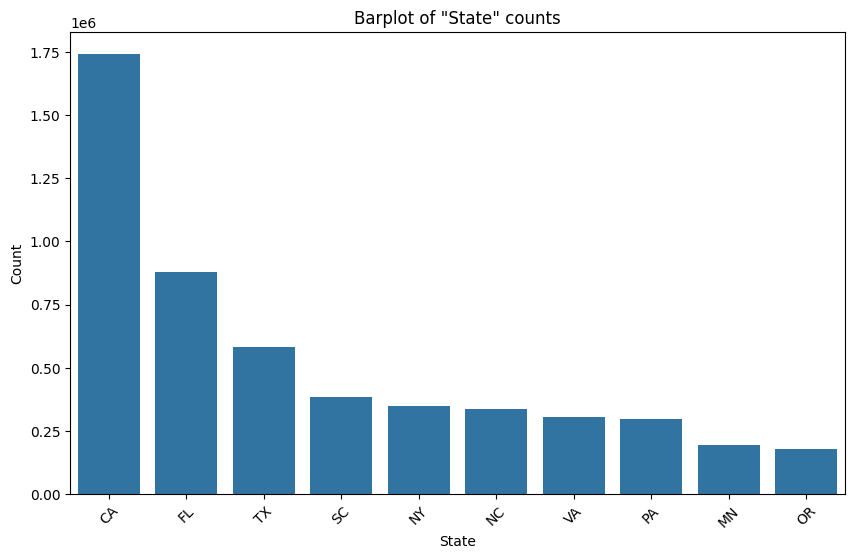 Barplot of "State" counts
1e6
1.75
1.50
1.25
1.00
0.75
0.50
0.25
0.00
Count
CA FL TX SC NY NC VA PA MN OR
State